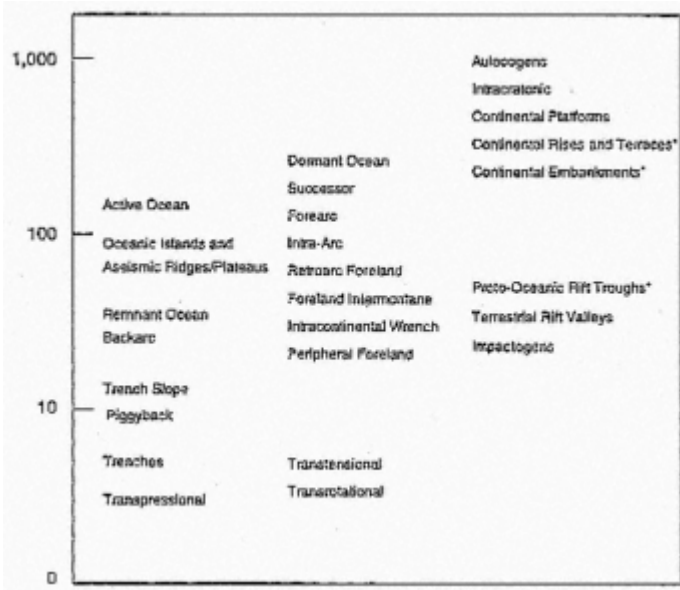 1,000
100
10
0
Active Ocean
Oceanic Islands and
Aseismic Ridges/Plateaus
Remnant Ocean
Backarc
Trench Slope
Piggyback
Trenches
Transpressional
Dormant Ocean
Successor
Forearc
Intra-Arc
Retroarc Foreland
Foreland Intermontane
Intracontinental Wrench
Peripheral Foreland
Transtensional
Transrotational
Aulocogens
Intracratonic
Continental Platforms
Continental Rises and Terraces*
Continental Embankments*
Proto-Oceanic Rift Troughs*
Terrestrial Rift Valleys
Impactogens